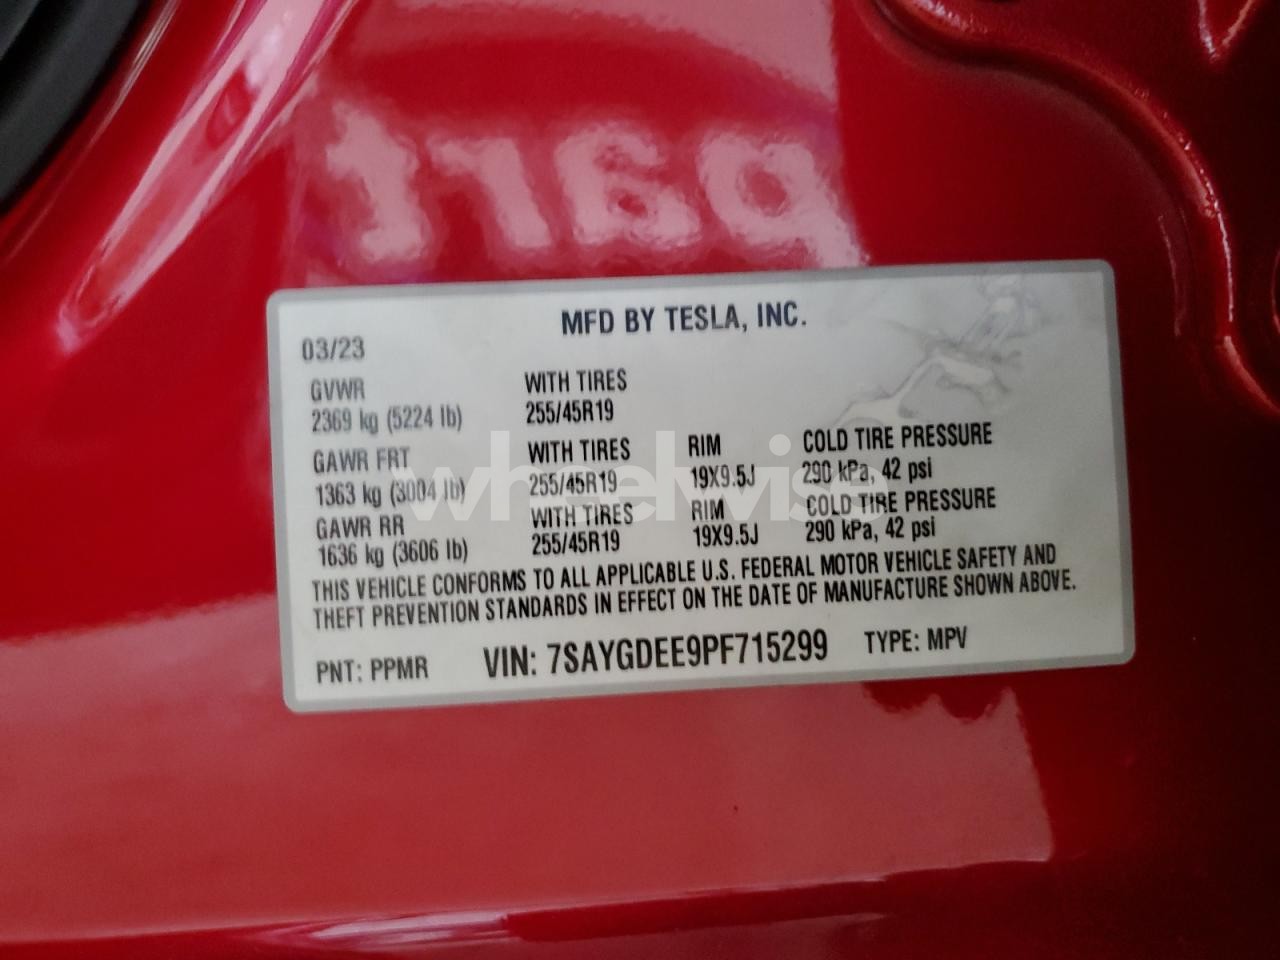 MFD BY TESLA, INC.
03/23
GVWR WITH TIRES
2369 kg (5224 lb) 255/45R19
GAWR FRT WITH TIRES RIM COLD TIRE PRESSURE
1363 kg (3004 lb) 255/45R19 19X9.5J 290 kPa, 42 psi
GAWR RR WITH TIRES RIM COLD TIRE PRESSURE
1636 kg (3606 lb) 255/45R19 19X9.5J 290 kPa, 42 psi
THIS VEHICLE CONFORMS TO ALL APPLICABLE U.S. FEDERAL MOTOR VEHICLE SAFETY AND
THEFT PREVENTION STANDARDS IN EFFECT ON THE DATE OF MANUFACTURE SHOWN ABOVE.
PNT: PPMR VIN: 7SAYGDEE9PF715299 TYPE: MPV
wheelwise